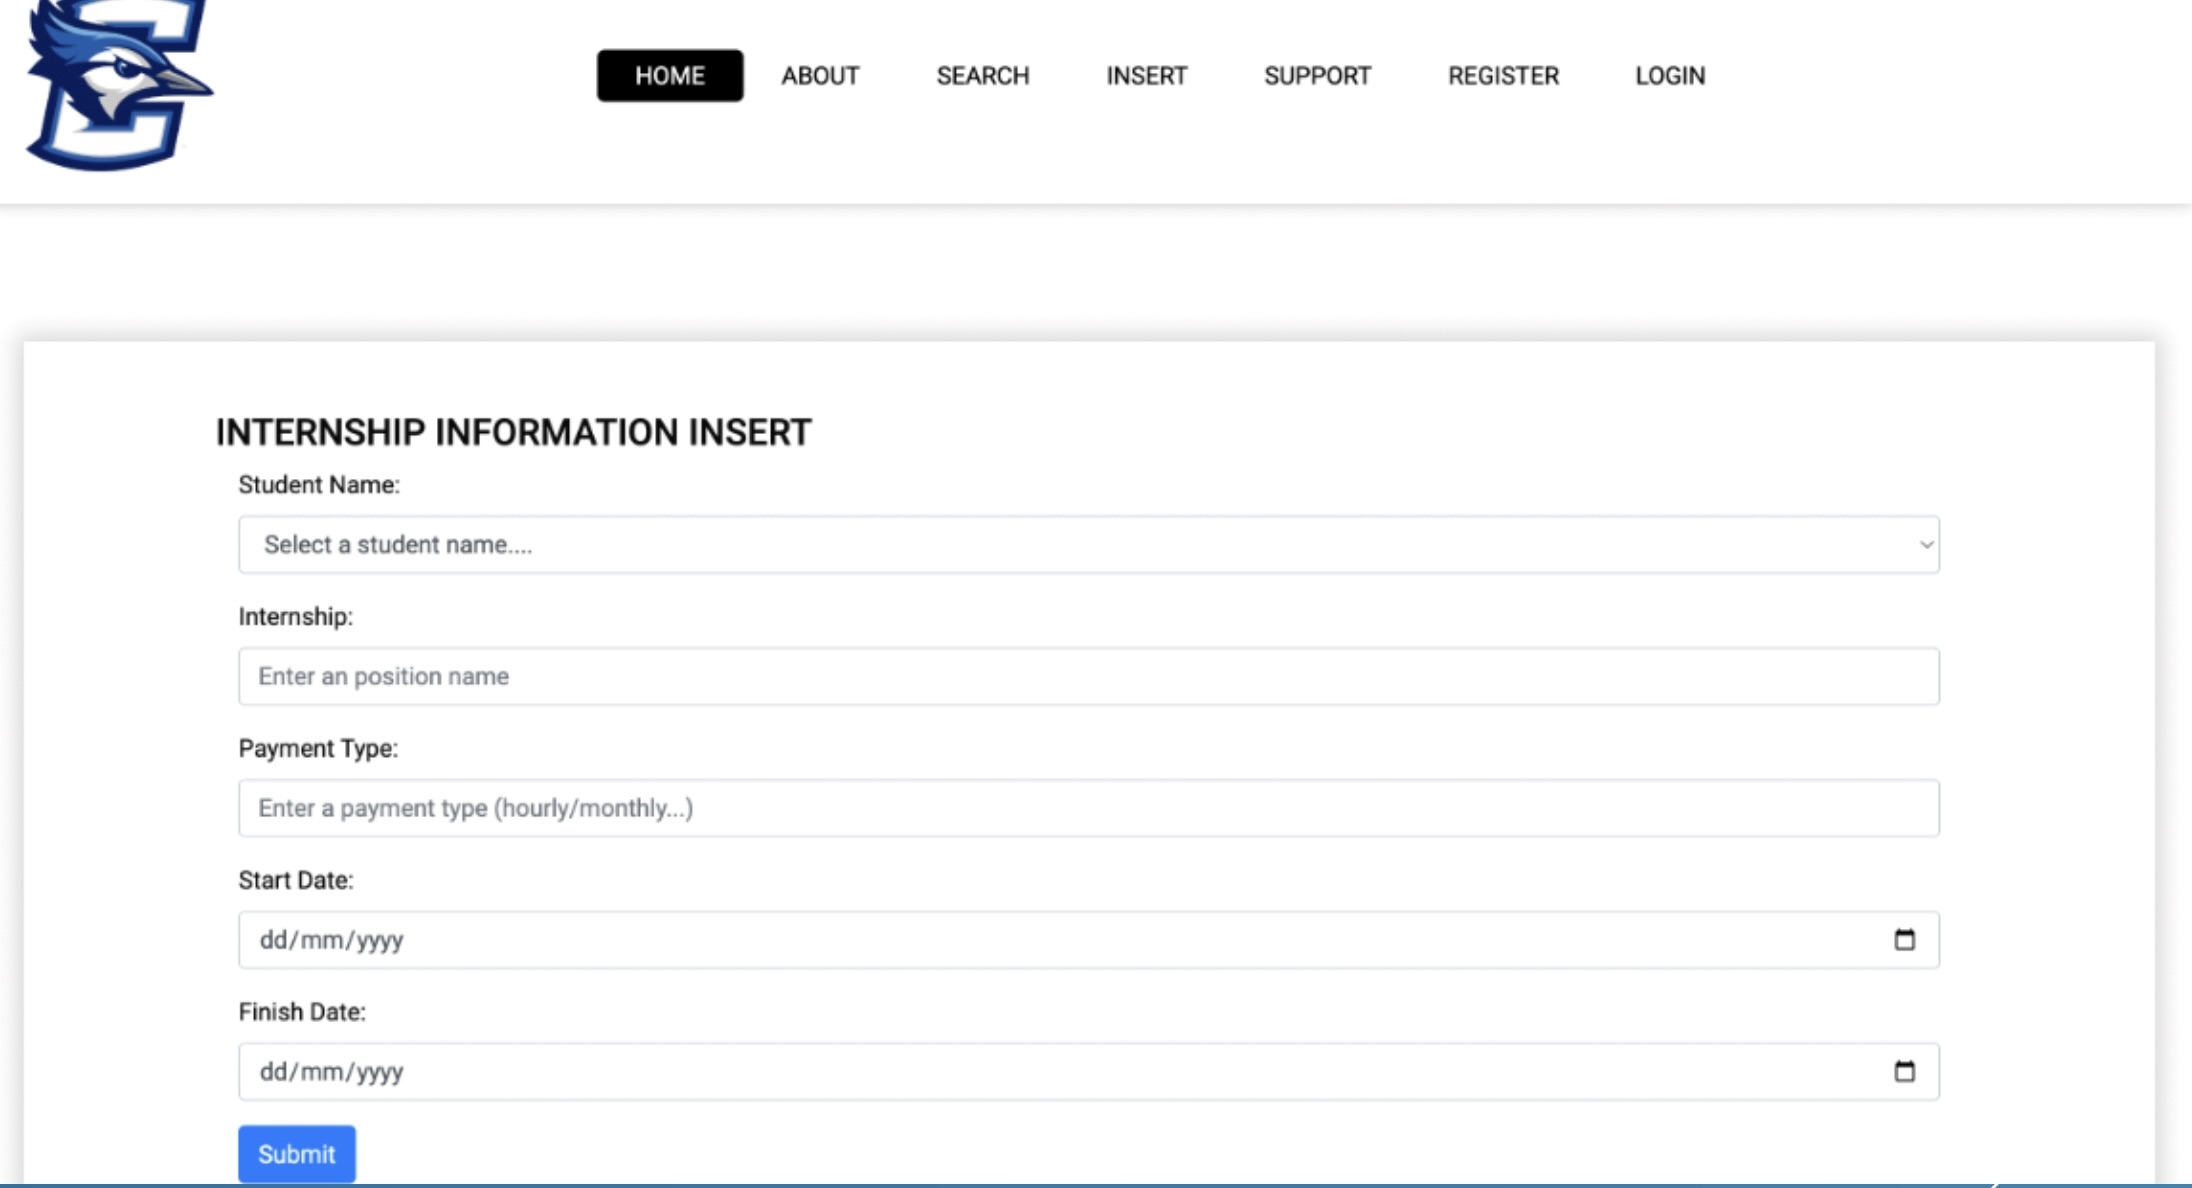 HOME ABOUT SEARCH INSERT SUPPORT REGISTER LOGIN
INTERNSHIP INFORMATION INSERT
Student Name:
Select a student name....
Internship:
Enter an position name
Payment Type:
Enter a payment type (hourly/monthly...)
Start Date:
dd/mm/yyyy
Finish Date:
dd/mm/yyyy
Submit